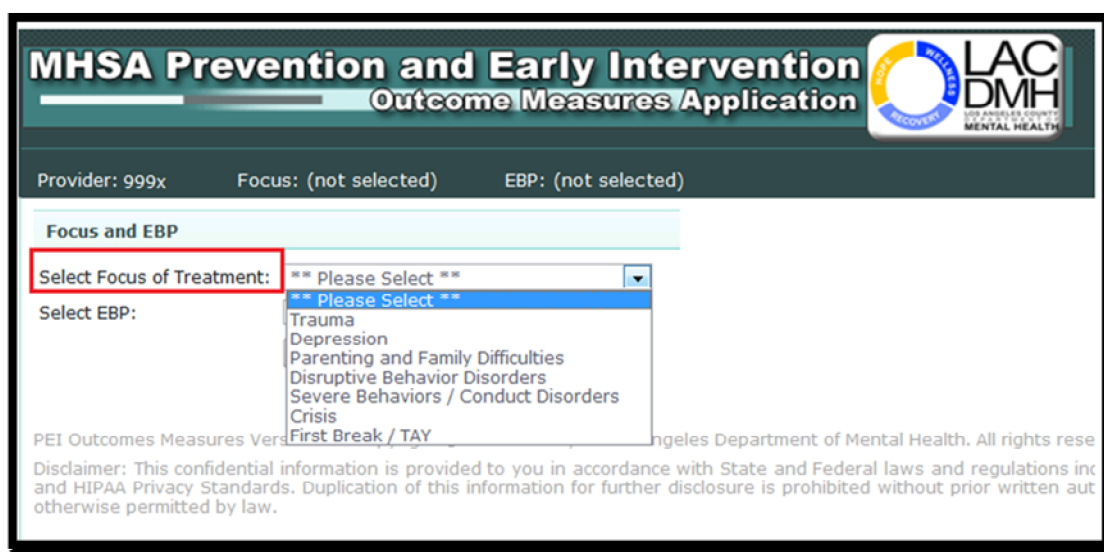 MHSA Prevention and Early Intervention
Outcome Measures Application
HOPE WELLNESS RECOVERY
LAC
DMH
LOS ANGELES COUNTY
DEPARTMENT OF
MENTAL HEALTH
Provider: 999x Focus: (not selected) EBP: (not selected)
Focus and EBP
Select Focus of Treatment: ** Please Select **
** Please Select **
Select EBP:
Trauma
Depression
Parenting and Family Difficulties
Disruptive Behavior Disorders
Severe Behaviors / Conduct Disorders
Crisis
First Break / TAY
PEI Outcomes Measures Vers ngeles Department of Mental Health. All rights rese
Disclaimer: This confidential information is provided to you in accordance with State and Federal laws and regulations inc
and HIPAA Privacy Standards. Duplication of this information for further disclosure is prohibited without prior written aut
otherwise permitted by law.